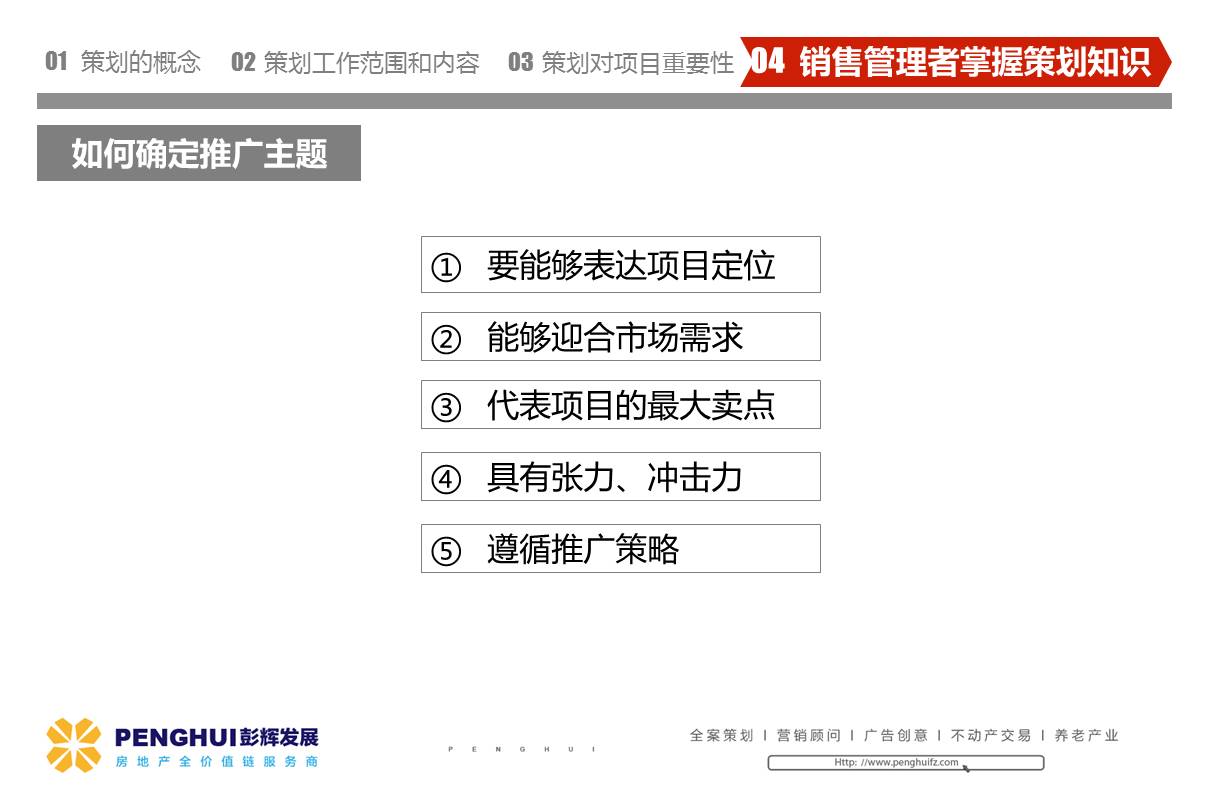 01 策划的概念 02 策划工作范围和内容 03 策划对项目重要性 04 销售管理者掌握策划知识
如何确定推广主题
① 要能够表达项目定位
② 能够迎合市场需求
③ 代表项目的最大卖点
④ 具有张力、冲击力
⑤ 遵循推广策略
PENGHUI彭辉发展
房地产全价值链服务商
PENGHUI
全案策划 I 营销顾问 I 广告创意 I 不动产交易 I 养老产业
Http: //www.penghuifz.com